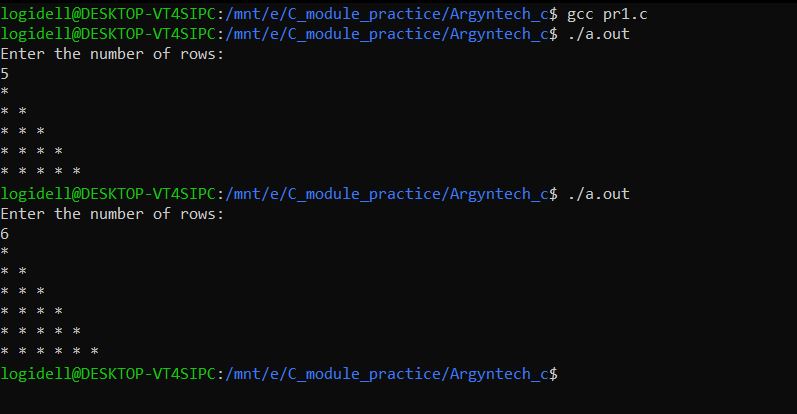 logidell@DESKTOP-VT4SIPC:/mnt/e/C_module_practice/Argyntech_c$ gcc pr1.c
logidell@DESKTOP-VT4SIPC:/mnt/e/C_module_practice/Argyntech_c$ ./a.out
Enter the number of rows:
5
*
* *
* * *
* * * *
* * * * *
logidell@DESKTOP-VT4SIPC:/mnt/e/C_module_practice/Argyntech_c$ ./a.out
Enter the number of rows:
6
*
* *
* * *
* * * *
* * * * *
* * * * * *
logidell@DESKTOP-VT4SIPC:/mnt/e/C_module_practice/Argyntech_c$